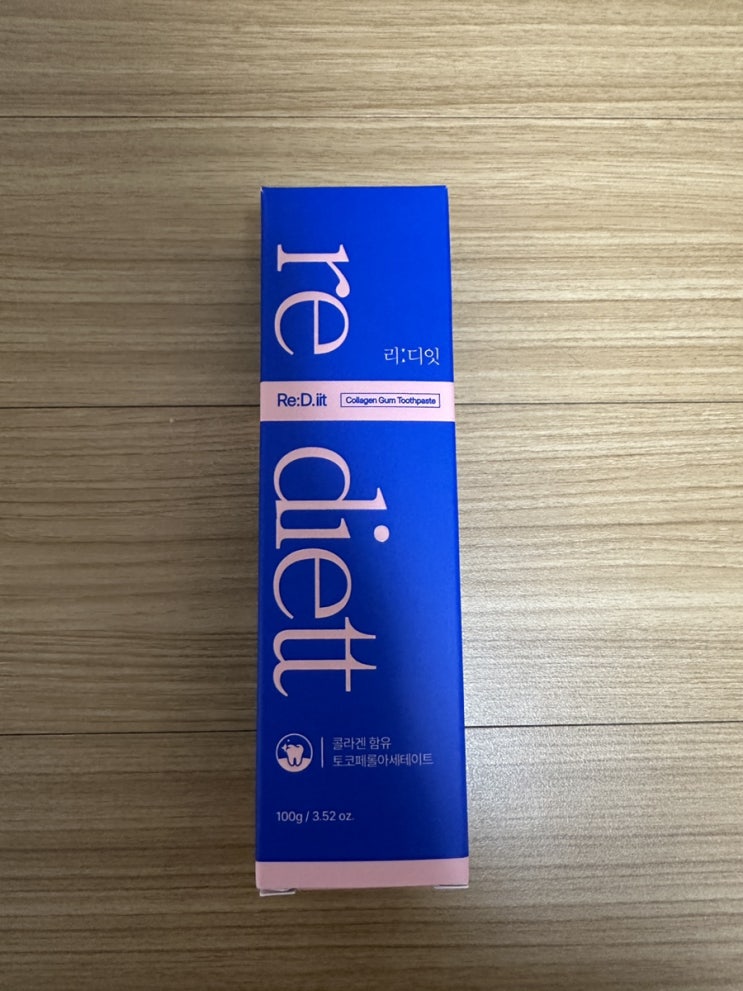 re diett
리:디잇
Re:D.iit
Collagen Gum Toothpaste
콜라겐 함유
토코페롤아세테이트
100g / 3.52 oz.